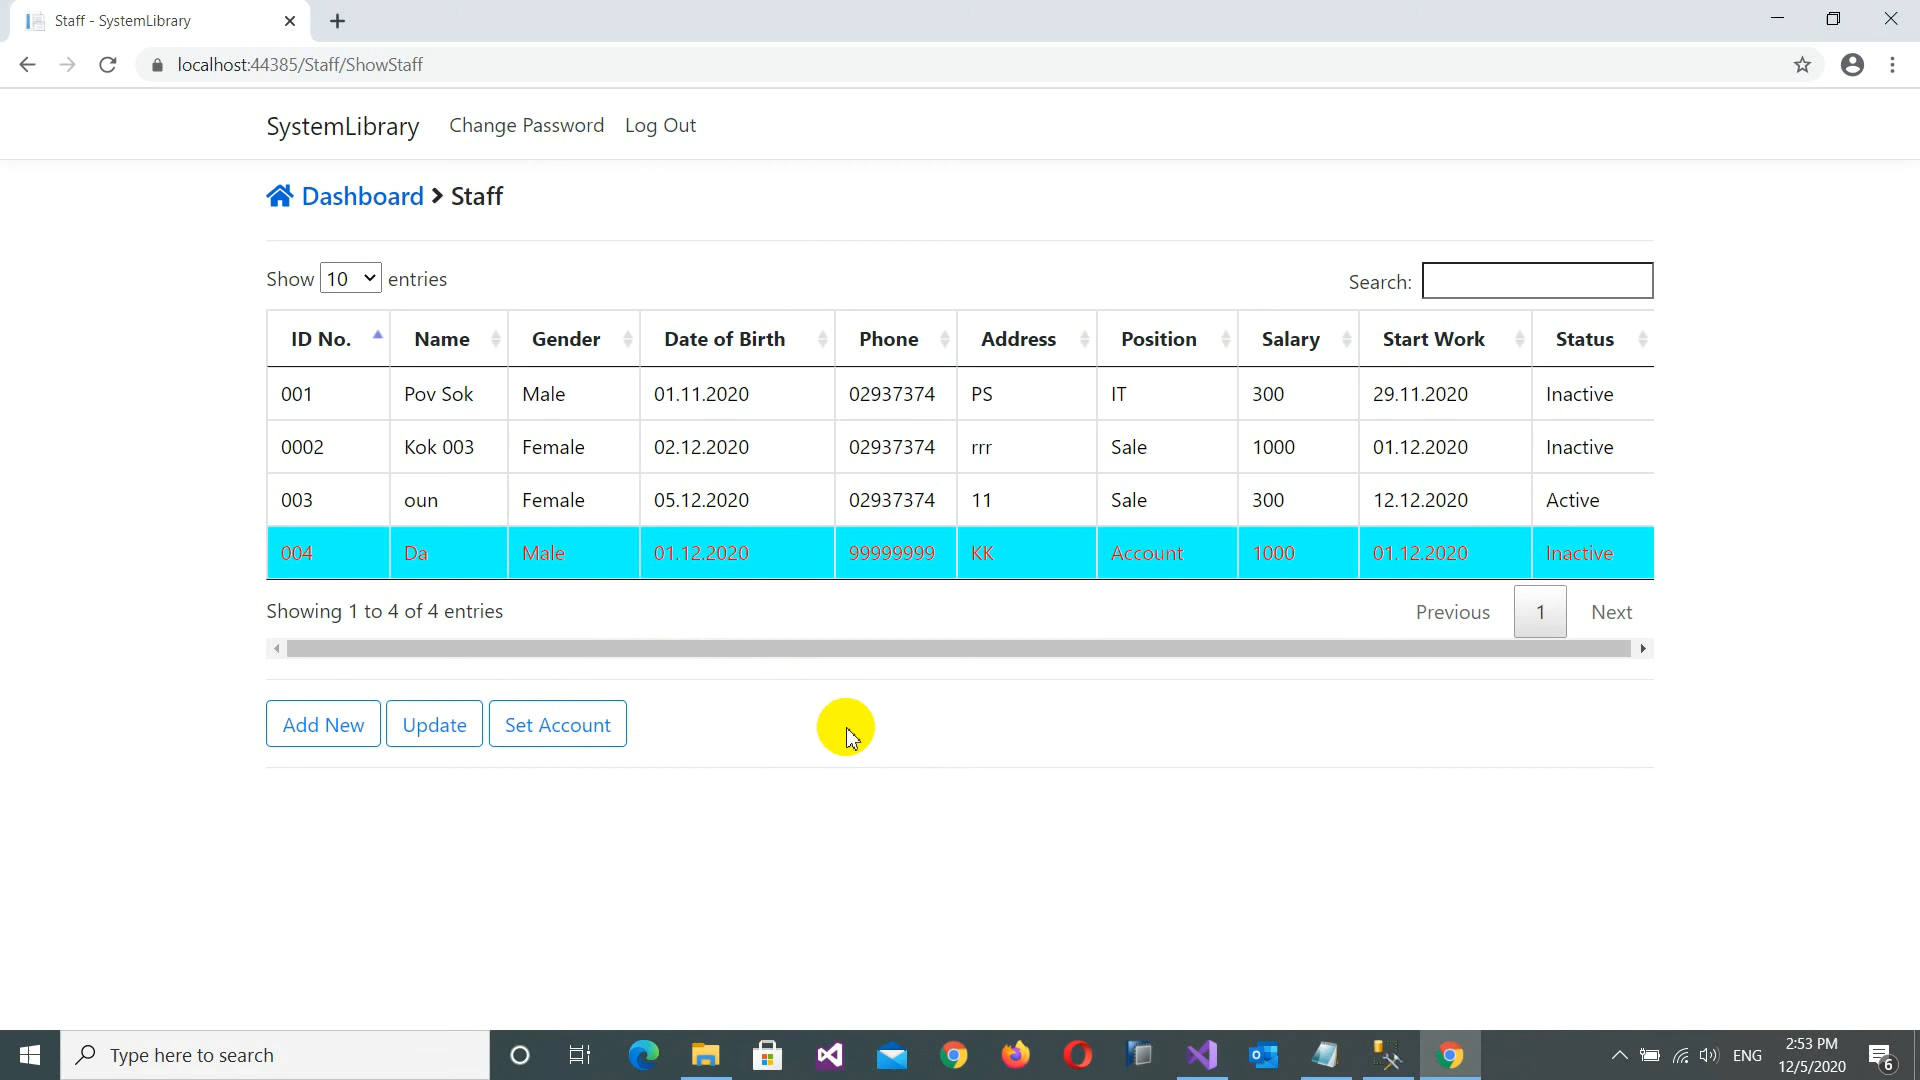 Staff - SystemLibrary
localhost:44385/Staff/ShowStaff
SystemLibrary Change Password Log Out
Dashboard > Staff
Show 10 entries Search:
ID No. Name Gender Date of Birth Phone Address Position Salary Start Work Status
001 Pov Sok Male 01.11.2020 02937374 PS IT 300 29.11.2020 Inactive
0002 Kok 003 Female 02.12.2020 02937374 rrr Sale 1000 01.12.2020 Inactive
003 oun Female 05.12.2020 02937374 11 Sale 300 12.12.2020 Active
004 Da Male 01.12.2020 99999999 KK Account 1000 01.12.2020 Inactive
Showing 1 to 4 of 4 entries Previous 1 Next
Add New Update Set Account
Type here to search ENG 2:53 PM
12/5/2020 6